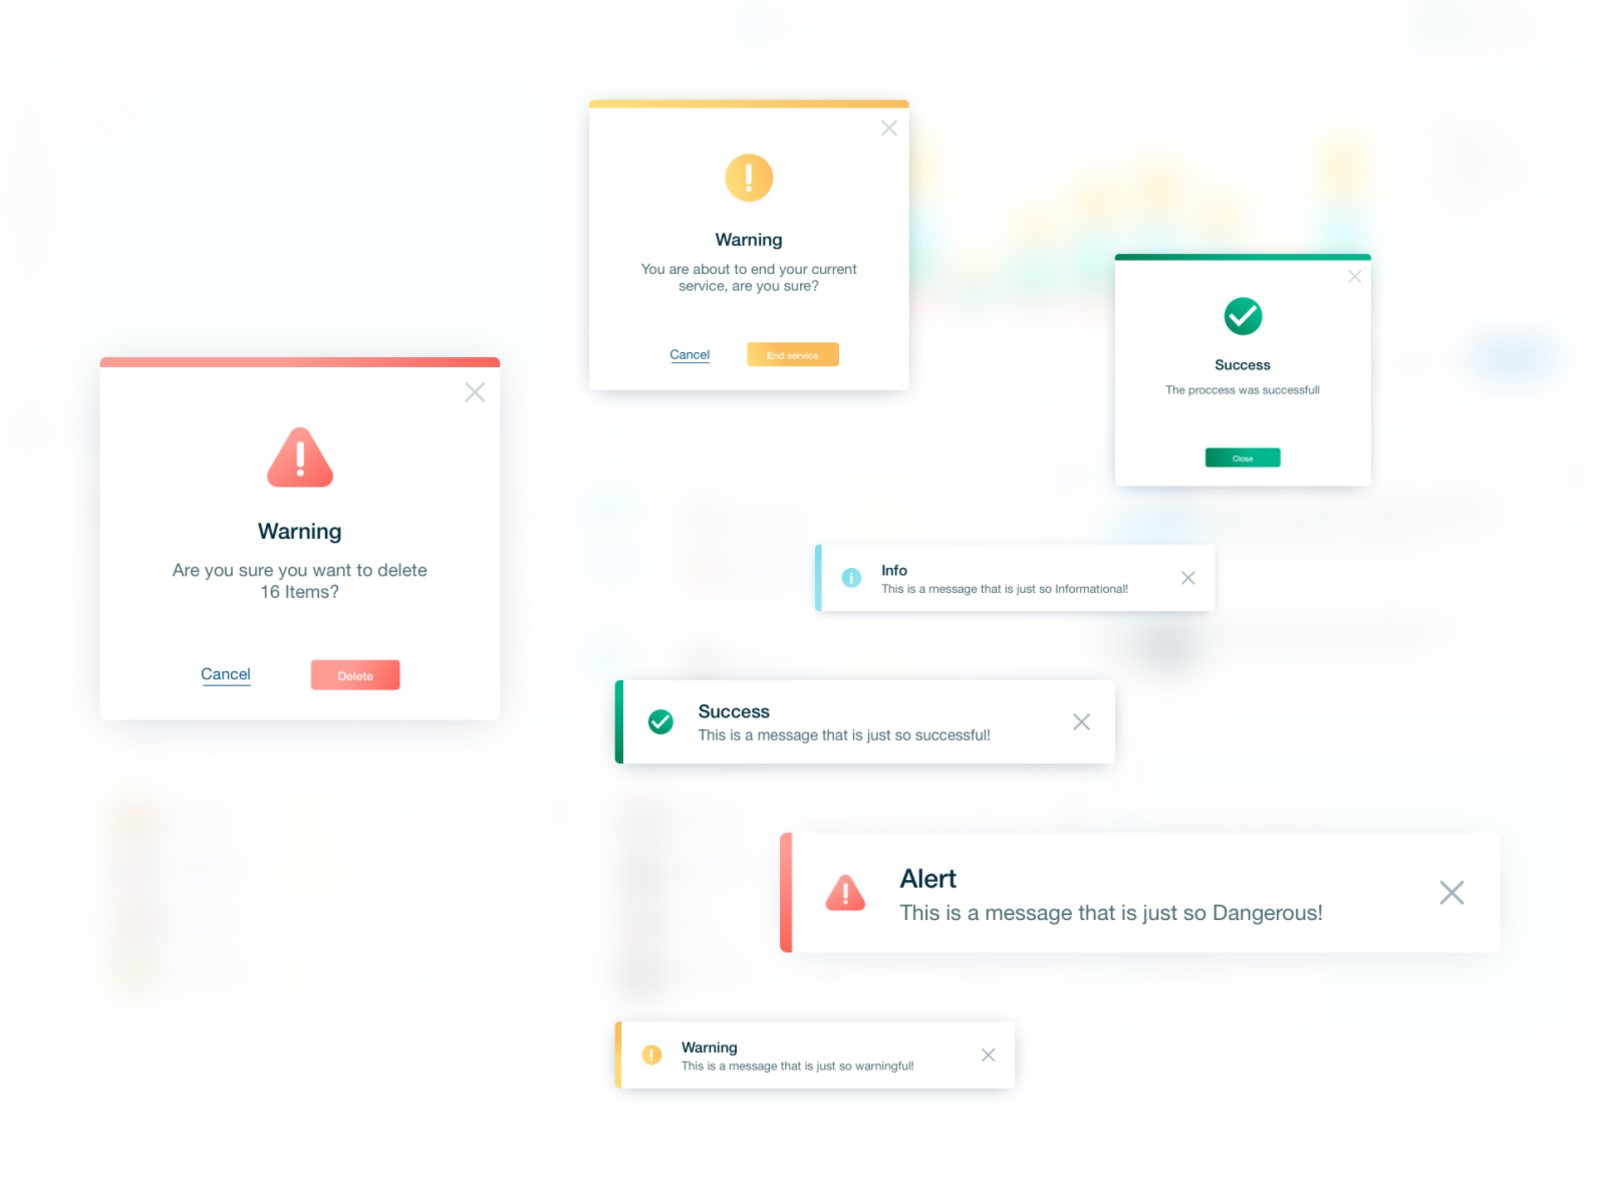 Warning
You are about to end your current
service, are you sure?
Cancel
End service
Success
The proccess was successfull
Close
Warning
Are you sure you want to delete
16 Items?
Cancel
Delete
Info
This is a message that is just so Informational!
Success
This is a message that is just so successful!
Alert
This is a message that is just so Dangerous!
Warning
This is a message that is just so warningful!